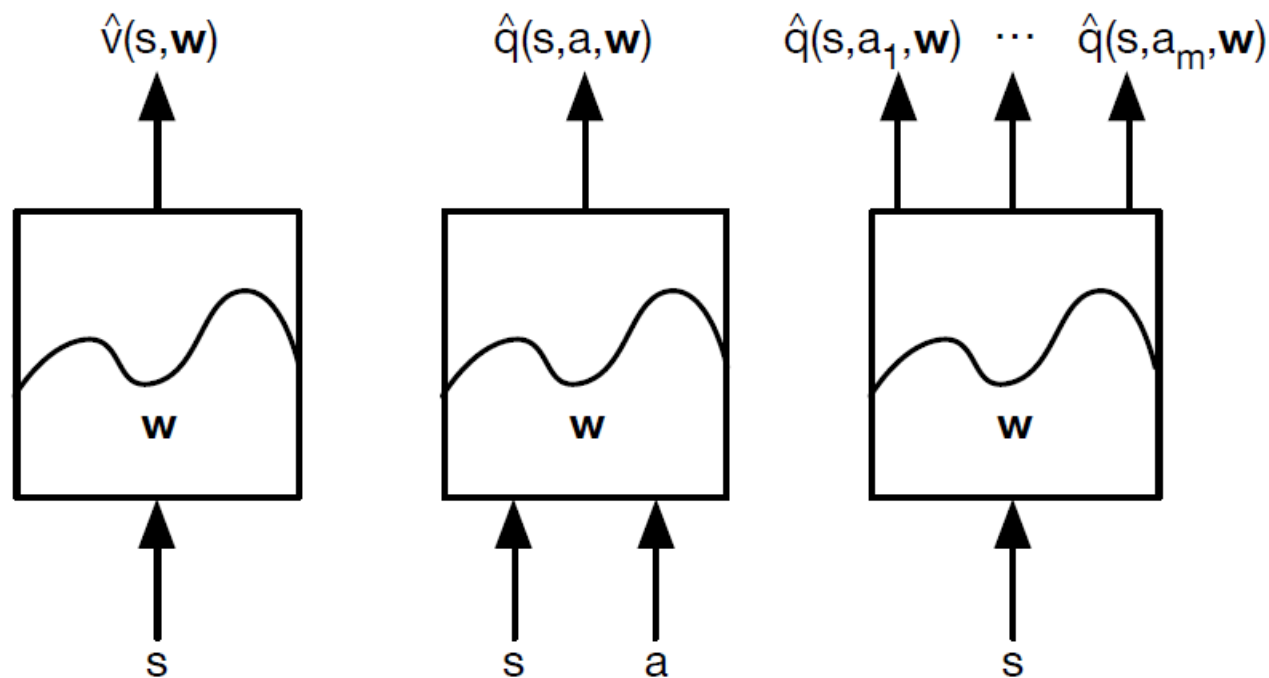 v̂(s,w) q̂(s,a,w) q̂(s,a₁,w) ⋯ q̂(s,aₘ,w)
w w w
s s a s